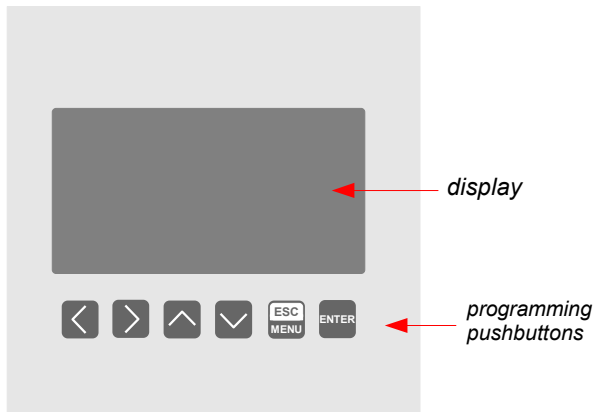 display
ESC
MENU
ENTER
programming
pushbuttons